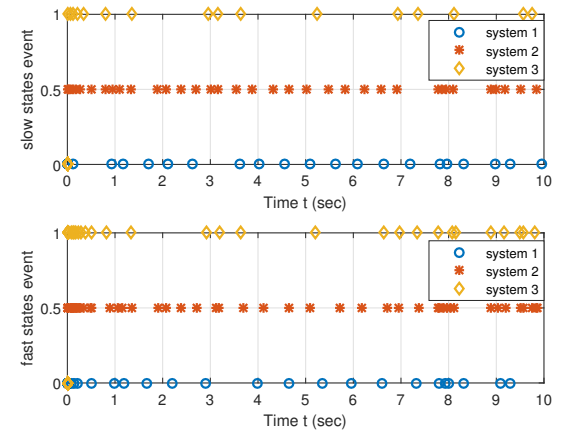 slow states event
1
0.5
0
0 1 2 3 4 5 6 7 8 9 10
Time t (sec)
system 1
system 2
system 3
fast states event
1
0.5
0
0 1 2 3 4 5 6 7 8 9 10
Time t (sec)
system 1
system 2
system 3